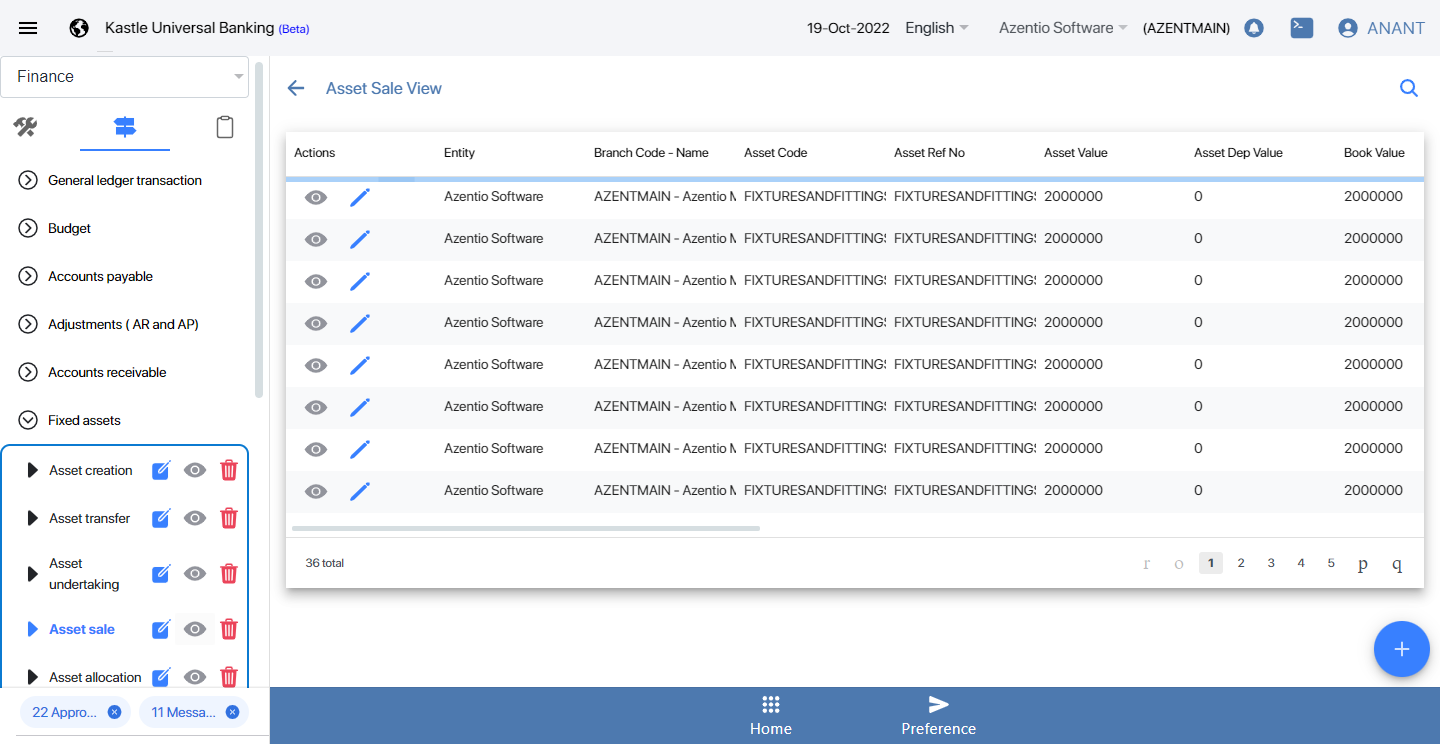 Kastle Universal Banking (Beta)
19-Oct-2022 English Azentio Software (AZENTMAIN) ANANT
Finance
General ledger transaction
Budget
Accounts payable
Adjustments ( AR and AP)
Accounts receivable
Fixed assets
Asset creation
Asset transfer
Asset
undertaking
Asset sale
Asset allocation
22 Appro...
11 Messa...
Asset Sale View
Actions Entity Branch Code - Name Asset Code Asset Ref No Asset Value Asset Dep Value Book Value
Azentio Software AZENTMAIN - Azentio M FIXTURESANDFITTINGS FIXTURESANDFITTINGS 2000000 0 2000000
Azentio Software AZENTMAIN - Azentio M FIXTURESANDFITTINGS FIXTURESANDFITTINGS 2000000 0 2000000
Azentio Software AZENTMAIN - Azentio M FIXTURESANDFITTINGS FIXTURESANDFITTINGS 2000000 0 2000000
Azentio Software AZENTMAIN - Azentio M FIXTURESANDFITTINGS FIXTURESANDFITTINGS 2000000 0 2000000
Azentio Software AZENTMAIN - Azentio M FIXTURESANDFITTINGS FIXTURESANDFITTINGS 2000000 0 2000000
Azentio Software AZENTMAIN - Azentio M FIXTURESANDFITTINGS FIXTURESANDFITTINGS 2000000 0 2000000
Azentio Software AZENTMAIN - Azentio M FIXTURESANDFITTINGS FIXTURESANDFITTINGS 2000000 0 2000000
Azentio Software AZENTMAIN - Azentio M FIXTURESANDFITTINGS FIXTURESANDFITTINGS 2000000 0 2000000
36 total
r o 1 2 3 4 5 p q
Home
Preference